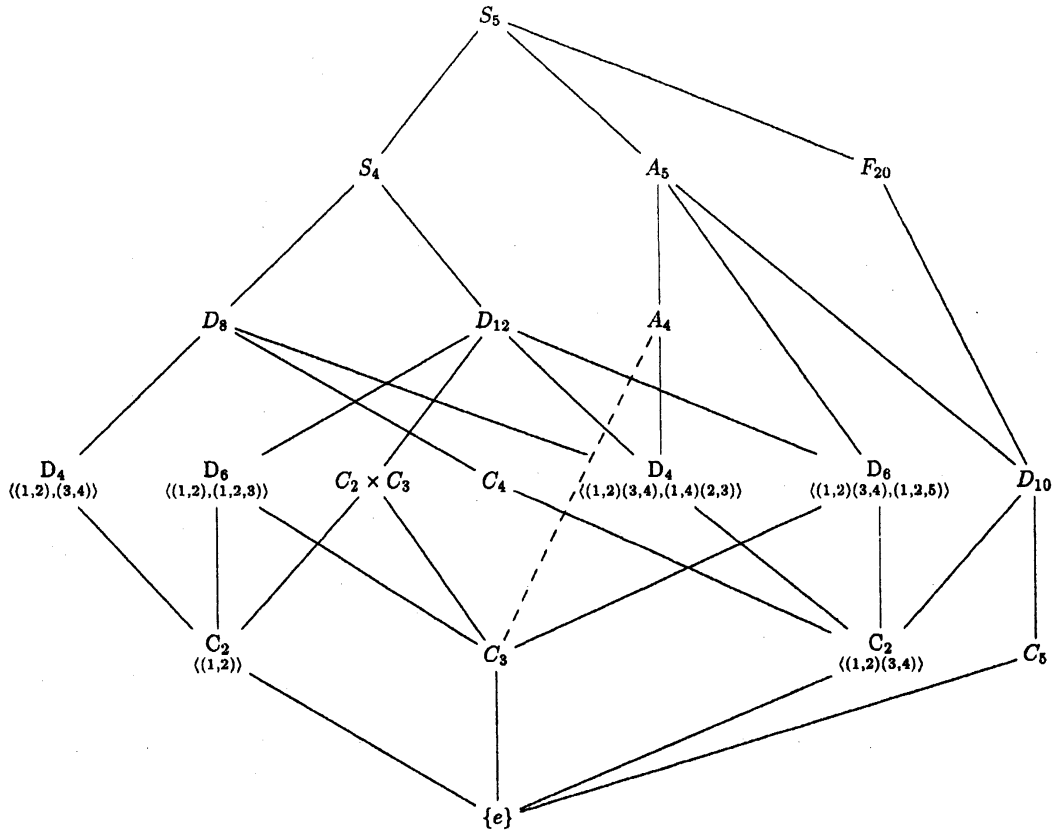 S₅
S₄ A₅ F₂₀
D₈ D₁₂ A₄
D₄ D₆ C₂ × C₃ C₄ D₄ D₆ D₁₀
⟨(1,2),(3,4)⟩ ⟨(1,2),(1,2,3)⟩ ⟨(1,2)(3,4),(1,4)(2,3)⟩ ⟨(1,2)(3,4),(1,2,5)⟩
C₂ C₃ C₂ C₅
⟨(1,2)⟩ ⟨(1,2)(3,4)⟩
{e}